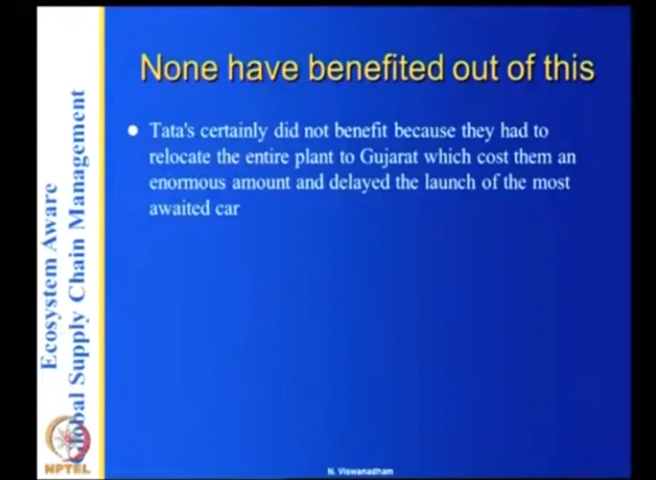 None have benefited out of this
Tata's certainly did not benefit because they had to
relocate the entire plant to Gujarat which cost them an
enormous amount and delayed the launch of the most
awaited car
Ecosystem Aware
Global Supply Chain Management
NPTEL
N. Viswanadham